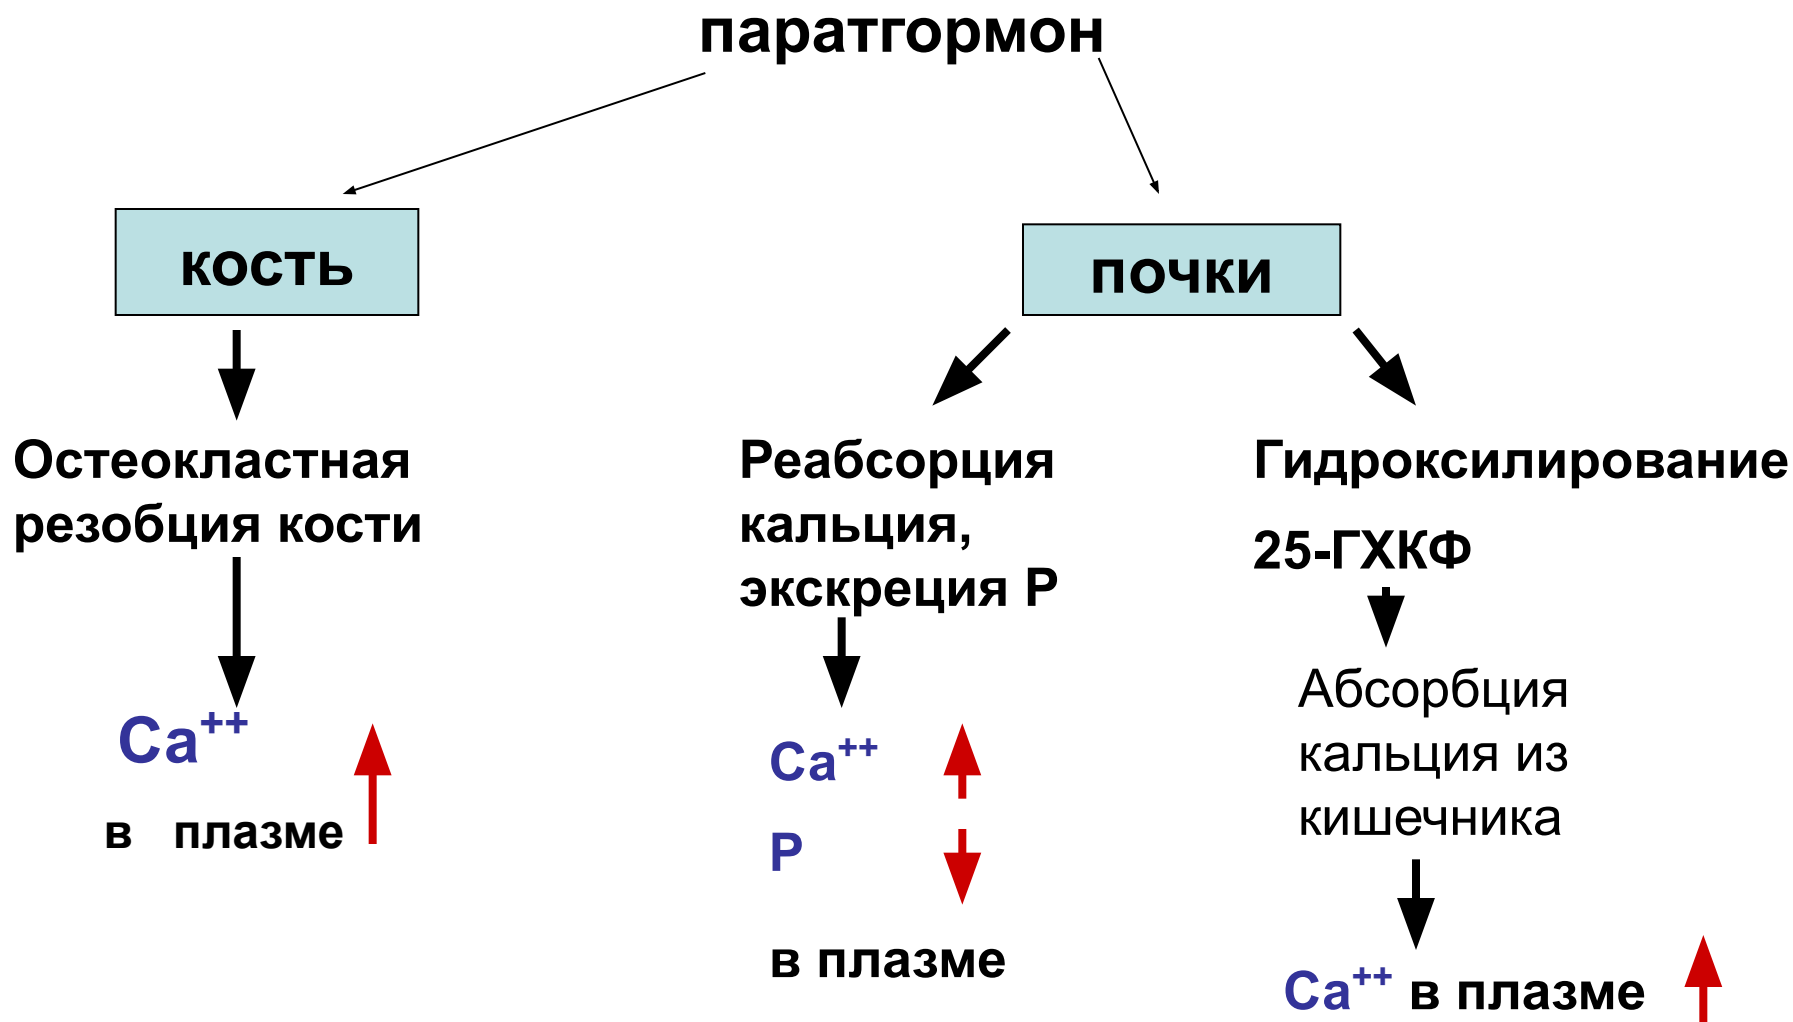 паратгормон
кость
почки
Остеокластная
резобция кости
Ca++
в плазме
Реабсорция
кальция,
экскреция Р
Ca++
Р
в плазме
Гидроксилирование
25-ГХКФ
Абсорбция
кальция из
кишечника
Ca++ в плазме